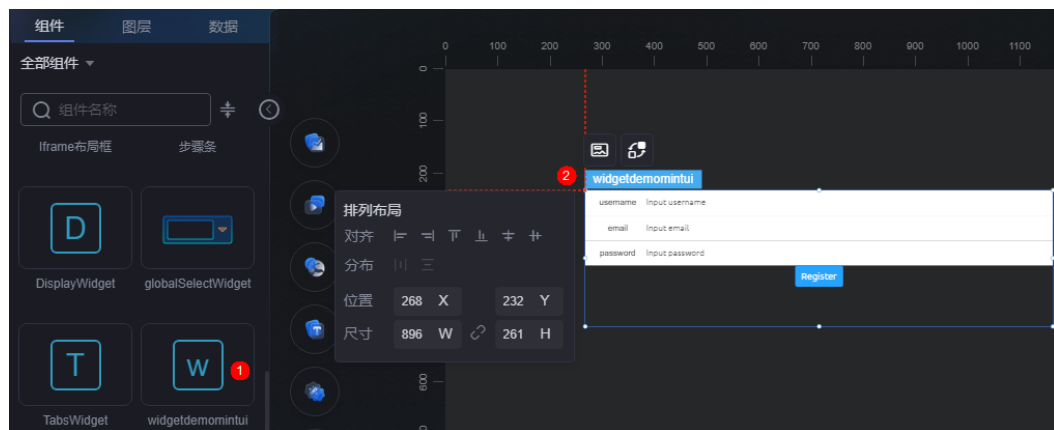 组件 图层 数据
全部组件
组件名称
Iframe布局框 步骤条
D
DisplayWidget globalSelectWidget
T W 1
TabsWidget widgetdemomintui
0 100 200 300 400 500 600 700 800 900 1000 1100
0
100
200
600
排列布局
对齐
分布
位置 268 X 232 Y
尺寸 896 W 261 H
T
2 widgetdemomintui
username Input username
email Input email
password Input password
Register